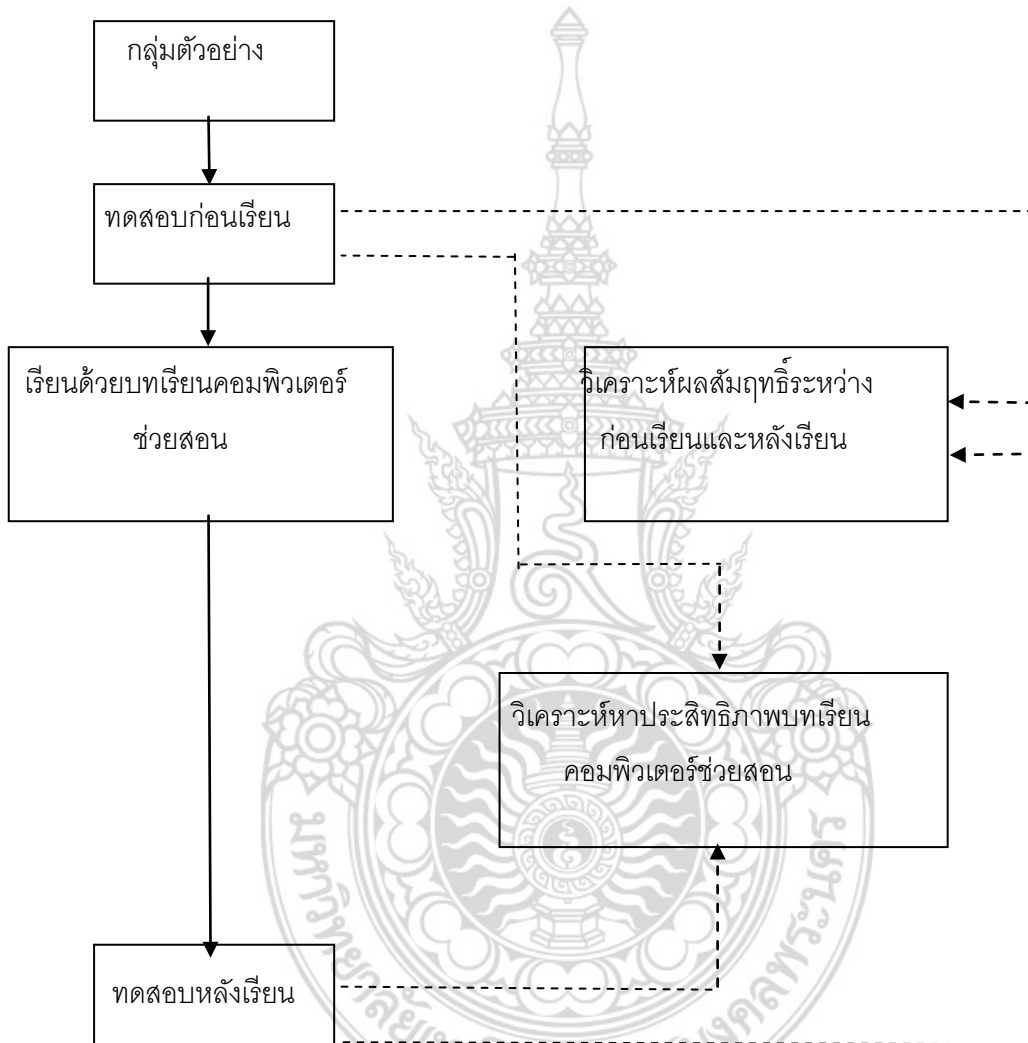 กลุ่มตัวอย่าง
ทดสอบก่อนเรียน
เรียนด้วยบทเรียนคอมพิวเตอร์
ช่วยสอน
วิเคราะห์ผลสัมฤทธิ์ระหว่าง
ก่อนเรียนและหลังเรียน
วิเคราะห์หาประสิทธิภาพบทเรียน
คอมพิวเตอร์ช่วยสอน
ทดสอบหลังเรียน